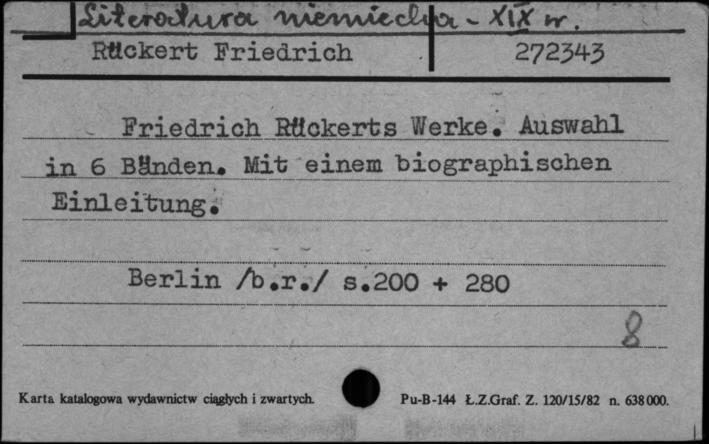 Literatura niemiecka - XIX w.
Rückert Friedrich 272343
Friedrich Rückerts Werke. Auswahl
in 6 Bänden. Mit einem biographischen
Einleitung.
Berlin /b.r./ s.200 + 280
8
Karta katalogowa wydawnictw ciągłych i zwartych. Pu-B-144 Ł.Z.Graf. Z. 120/15/82 n. 638000.